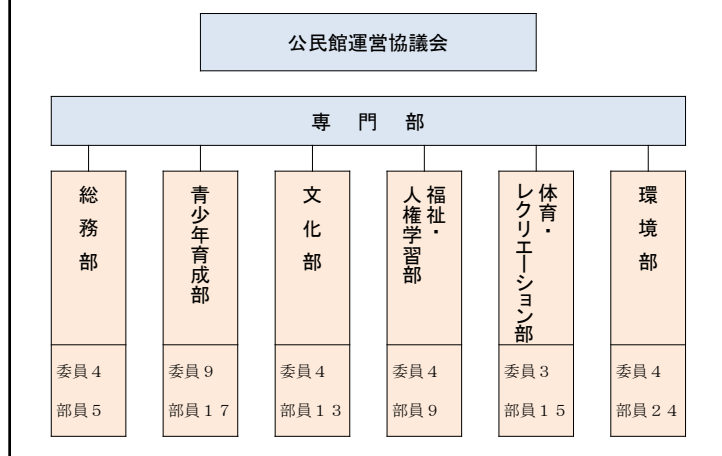 公民館運営協議会
専 門 部
総務部
委員4
部員5
青少年育成部
委員9
部員17
文化部
委員4
部員13
福祉・
人権学習部
委員4
部員9
体育・
レクリエーション部
委員3
部員15
環境部
委員4
部員24